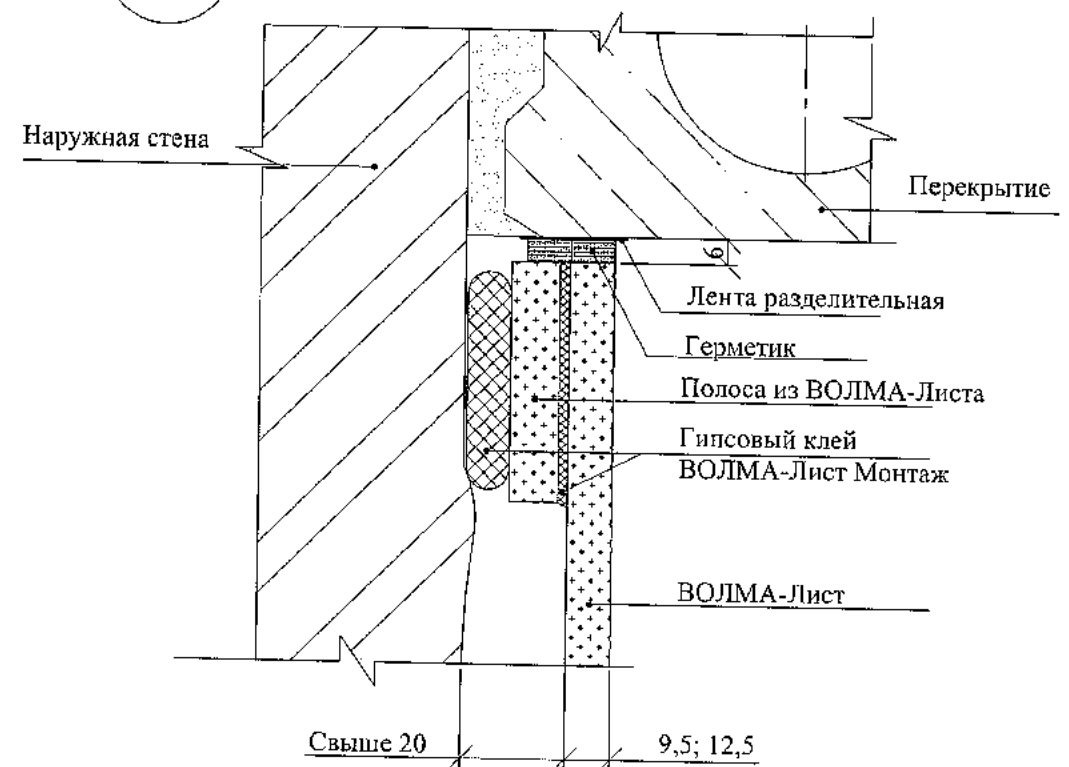 Наружная стена
Перекрытие
6
Лента разделительная
Герметик
Полоса из ВОЛМА-Листа
Гипсовый клей
ВОЛМА-Лист Монтаж
ВОЛМА-Лист
Свыше 20
9,5; 12,5